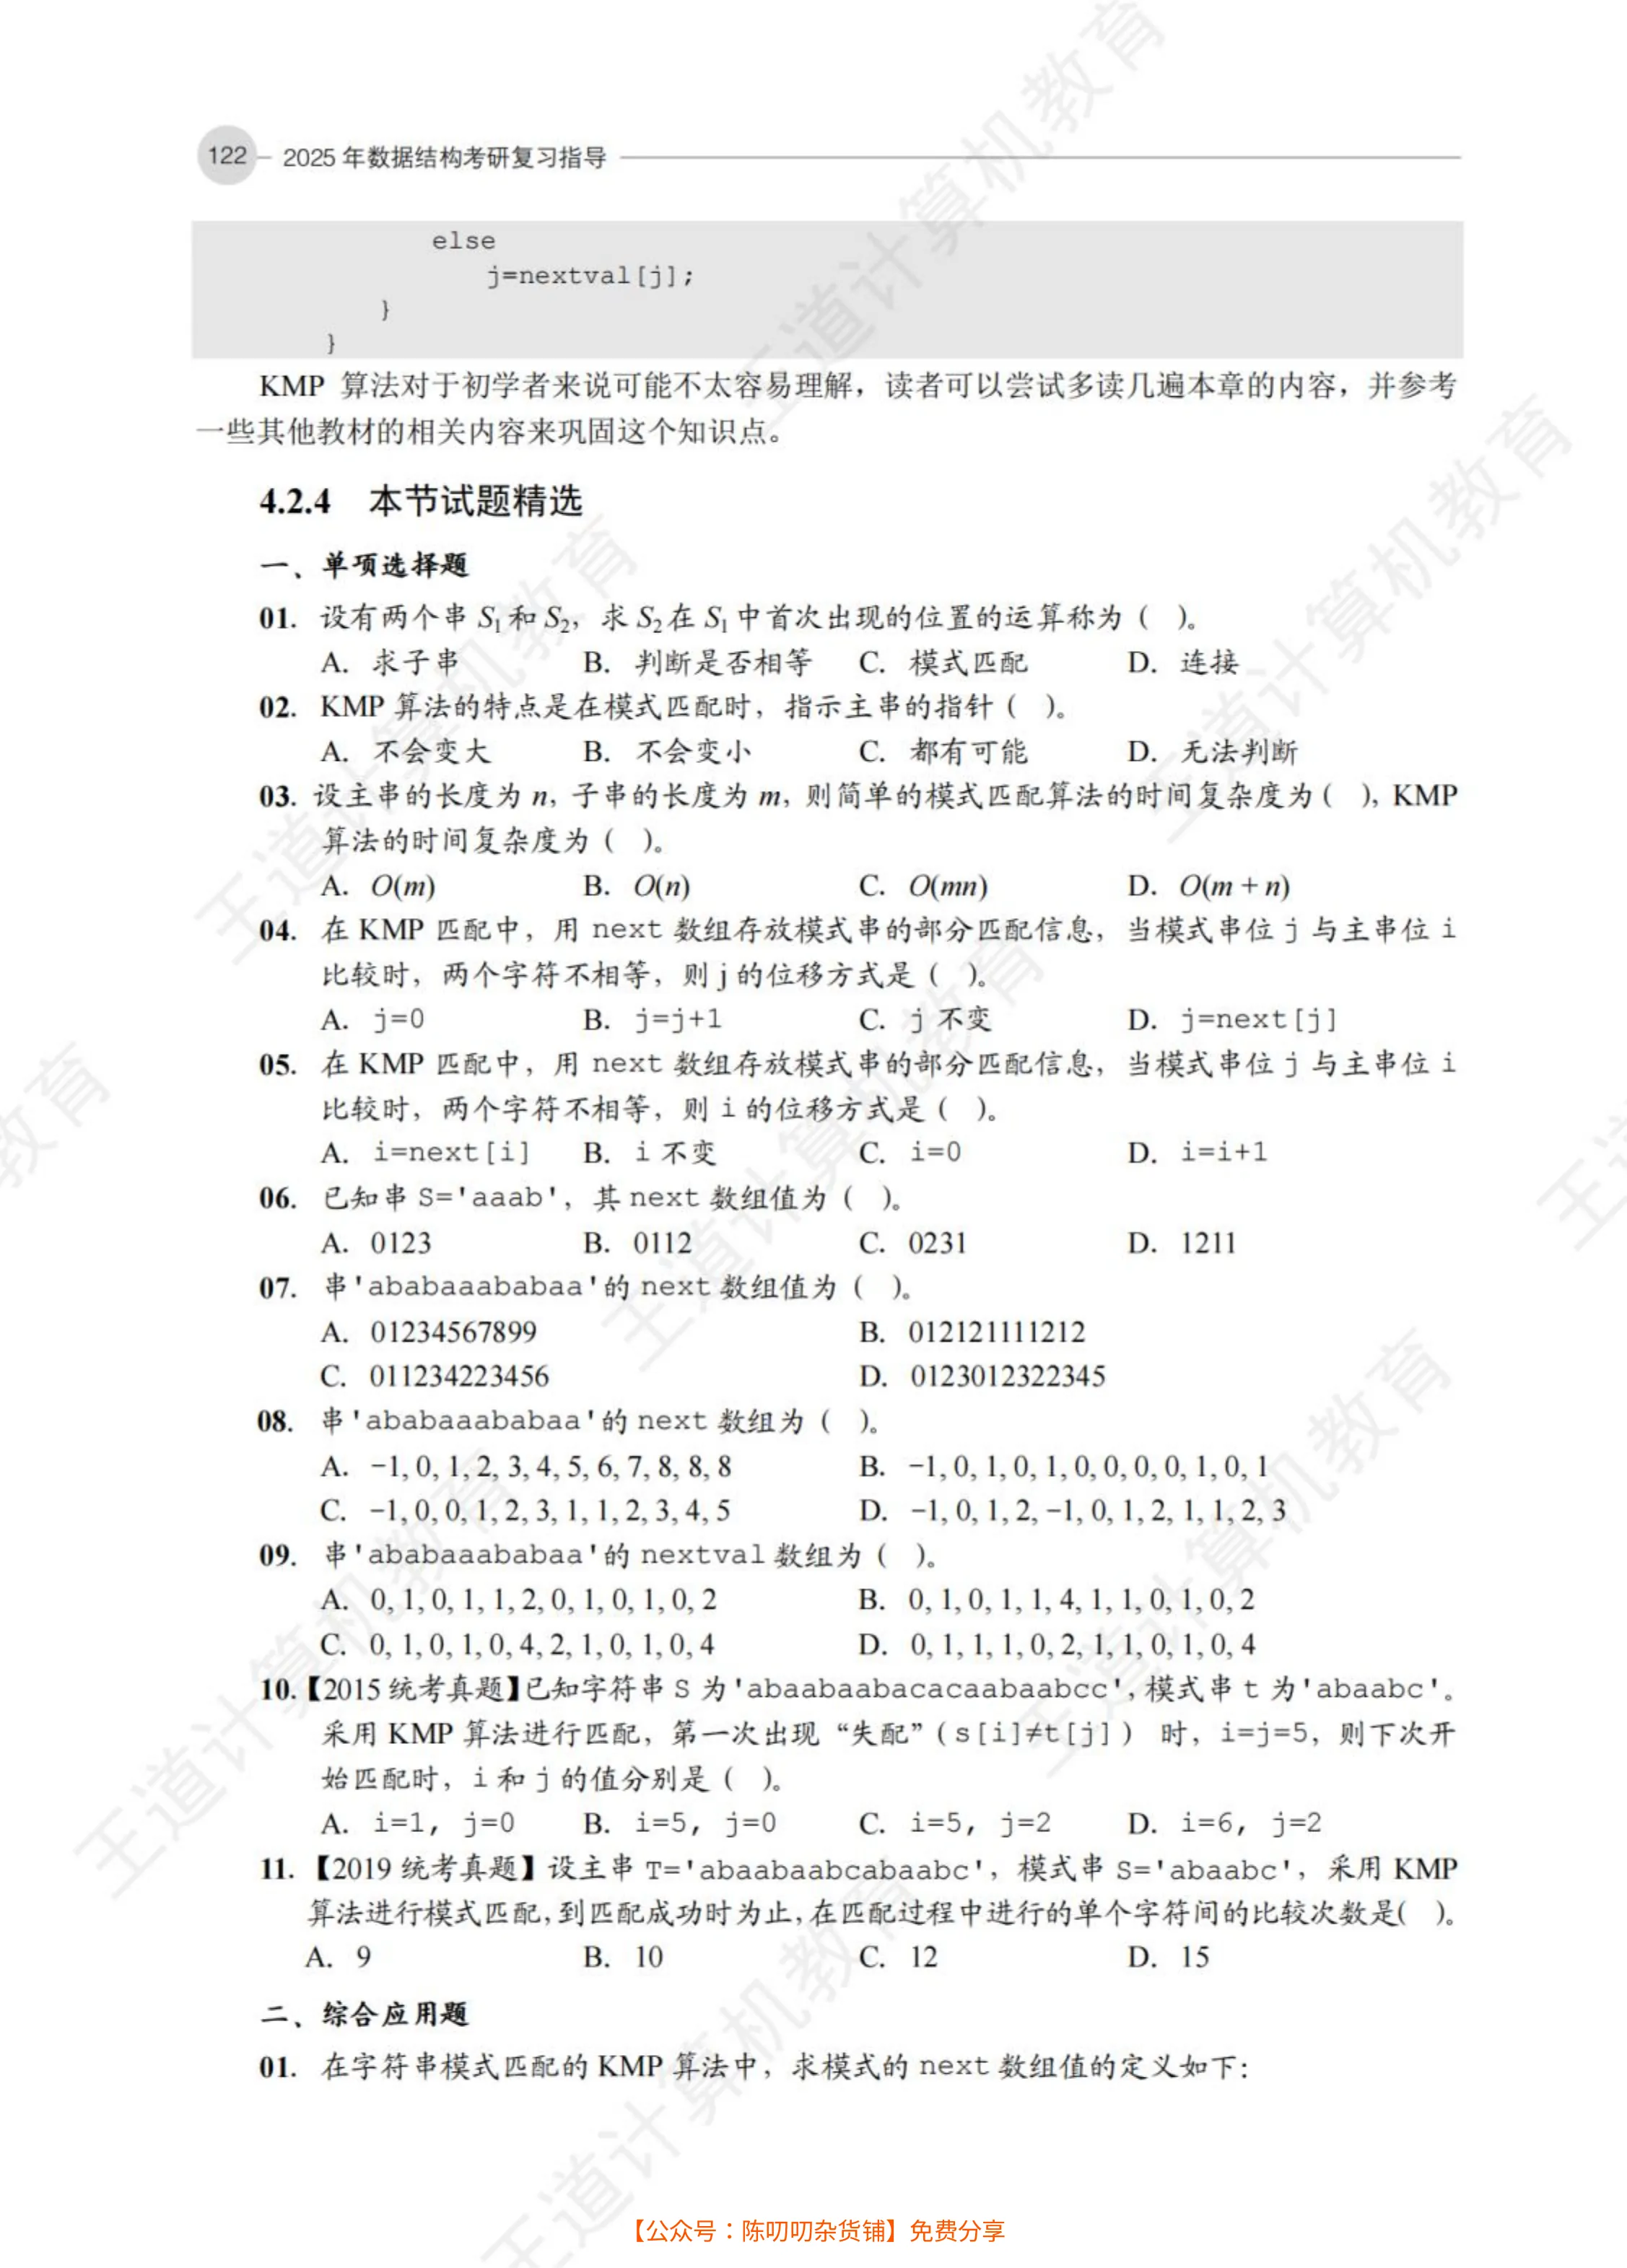 122 2025 年数据结构考研复习指导
else
j=nextval[j];
}
}
KMP 算法对于初学者来说可能不太容易理解，读者可以尝试多读几遍本章的内容，并参考
一些其他教材的相关内容来巩固这个知识点。
4.2.4 本节试题精选
一、单项选择题
01. 设有两个串 S₁和 S₂，求 S₂在 S₁中首次出现的位置的运算称为（ ）。
A. 求子串 B. 判断是否相等 C. 模式匹配 D. 连接
02. KMP 算法的特点是在模式匹配时，指示主串的指针（ ）。
A. 不会变大 B. 不会变小 C. 都有可能 D. 无法判断
03. 设主串的长度为 n，子串的长度为 m，则简单的模式匹配算法的时间复杂度为（ ），KMP
算法的时间复杂度为（ ）。
A. O(m) B. O(n) C. O(mn) D. O(m + n)
04. 在 KMP 匹配中，用 next 数组存放模式串的部分匹配信息，当模式串位 j 与主串位 i
比较时，两个字符不相等，则 j 的位移方式是（ ）。
A. j=0 B. j=j+1 C. j 不变 D. j=next[j]
05. 在 KMP 匹配中，用 next 数组存放模式串的部分匹配信息，当模式串位 j 与主串位 i
比较时，两个字符不相等，则 i 的位移方式是（ ）。
A. i=next[i] B. i 不变 C. i=0 D. i=i+1
06. 已知串 S='aaab'，其 next 数组值为（ ）。
A. 0123 B. 0112 C. 0231 D. 1211
07. 串'ababaaababaa'的 next 数组值为（ ）。
A. 01234567899 B. 012121111212
C. 011234223456 D. 0123012322345
08. 串'ababaaababaa'的 next 数组为（ ）。
A. −1, 0, 1, 2, 3, 4, 5, 6, 7, 8, 8, 8 B. −1, 0, 1, 0, 1, 0, 0, 0, 0, 1, 0, 1
C. −1, 0, 0, 1, 2, 3, 1, 1, 2, 3, 4, 5 D. −1, 0, 1, 2, −1, 0, 1, 2, 1, 1, 2, 3
09. 串'ababaaababaa'的 nextval 数组为（ ）。
A. 0, 1, 0, 1, 1, 2, 0, 1, 0, 1, 0, 2 B. 0, 1, 0, 1, 1, 4, 1, 1, 0, 1, 0, 2
C. 0, 1, 0, 1, 0, 4, 2, 1, 0, 1, 0, 4 D. 0, 1, 1, 1, 0, 2, 1, 1, 0, 1, 0, 4
10.【2015 统考真题】已知字符串 S 为'abaabaabacacaabaabcc'，模式串 t 为'abaabc'。
采用 KMP 算法进行匹配，第一次出现“失配”（s[i]≠t[j]） 时，i=j=5，则下次开
始匹配时，i 和 j 的值分别是（ ）。
A. i=1, j=0 B. i=5, j=0 C. i=5, j=2 D. i=6, j=2
11.【2019 统考真题】设主串 T='abaabaabcabaabc'，模式串 S='abaabc'，采用 KMP
算法进行模式匹配，到匹配成功时为止，在匹配过程中进行的单个字符间的比较次数是（ ）。
A. 9 B. 10 C. 12 D. 15
二、综合应用题
01. 在字符串模式匹配的 KMP 算法中，求模式的 next 数组值的定义如下：
【公众号：陈叨叨杂货铺】免费分享
王道计算机教育